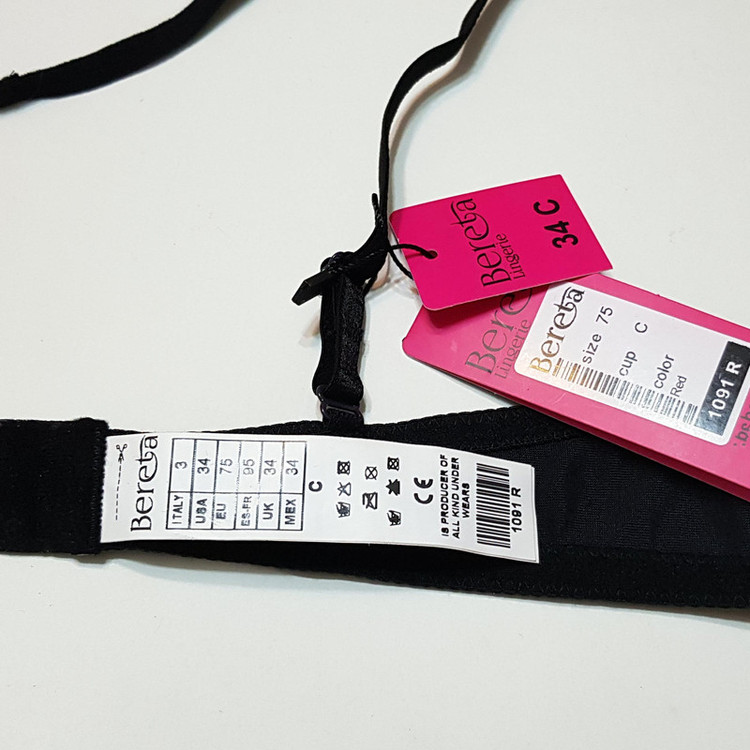 Bereta
Lingerie
34 C
Bereta
Lingerie
Bereta
size 75
cup C
color
Red
1091 R
Bereta
ITALY 3
USA 34
EU 75
ES-FR 95
UK 34
MEX 34
C
CE
IS PRODUCER OF
ALL KIND UNDER
WEARS
1091 R